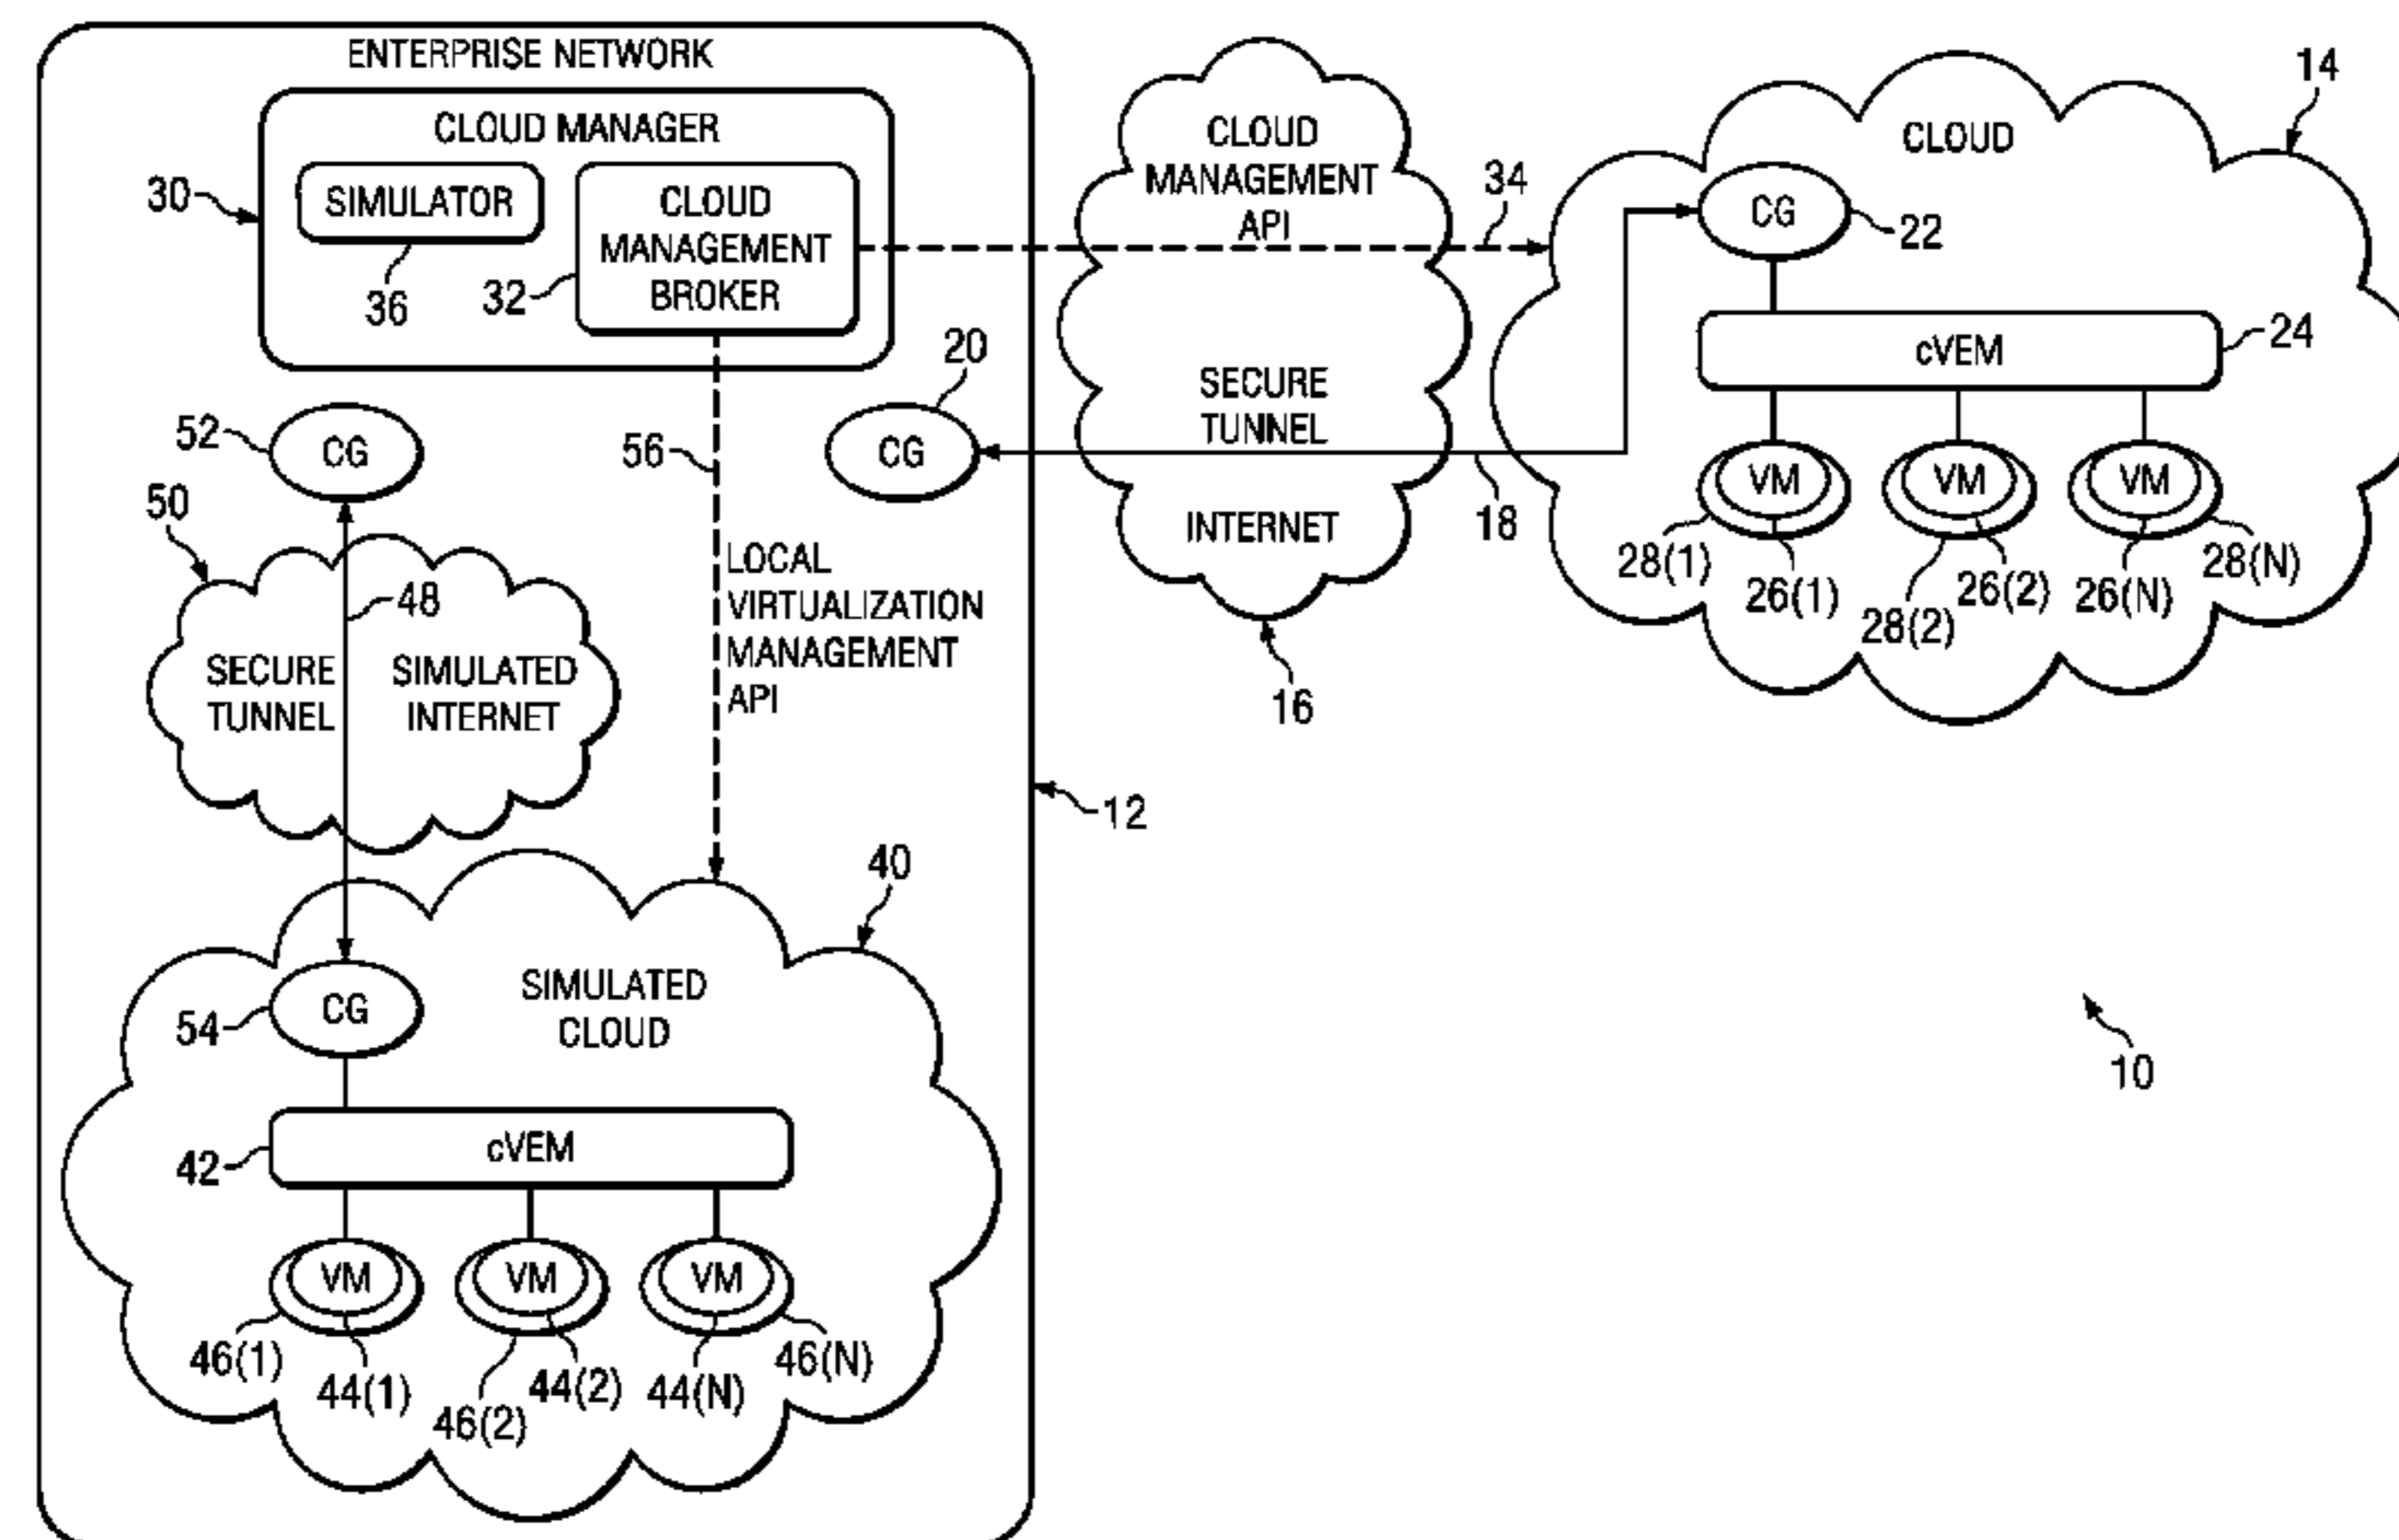 ENTERPRISE NETWORK
CLOUD MANAGER
30
SIMULATOR
36
32
CLOUD
MANAGEMENT
BROKER
20
CG
52
CG
50
48
SECURE
TUNNEL
SIMULATED
INTERNET
56
LOCAL
VIRTUALIZATION
MANAGEMENT
API
12
40
SIMULATED
CLOUD
CG
54
42
cVEM
VM
VM
VM
46(1)
44(1)
46(2)
44(2)
44(N)
46(N)
CLOUD
MANAGEMENT
API
34
SECURE
TUNNEL
18
INTERNET
16
14
CLOUD
CG
22
cVEM
24
VM
VM
VM
28(1)
26(1)
28(2)
26(2)
26(N)
28(N)
10